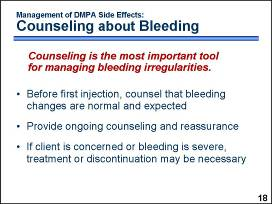 Management of DMPA Side Effects:
Counseling about Bleeding
Counseling is the most important tool
for managing bleeding irregularities.
• Before first injection, counsel that bleeding
changes are normal and expected
• Provide ongoing counseling and reassurance
• If client is concerned or bleeding is severe,
treatment or discontinuation may be necessary
18